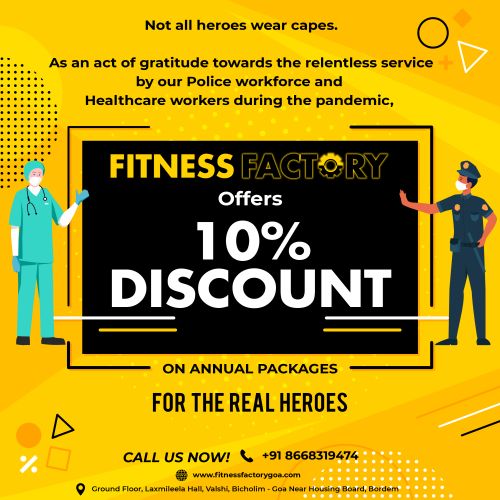 Not all heroes wear capes.
As an act of gratitude towards the relentless service
by our Police workforce and
Healthcare workers during the pandemic,
FITNESS FACTORY
Offers
10%
DISCOUNT
ON ANNUAL PACKAGES
FOR THE REAL HEROES
CALL US NOW! +91 8668319474
www.fitnessfactorygoa.com
Ground Floor, Laxmileela Hall, Valshi, Bicholim - Goa Near Housing Board, Bordem